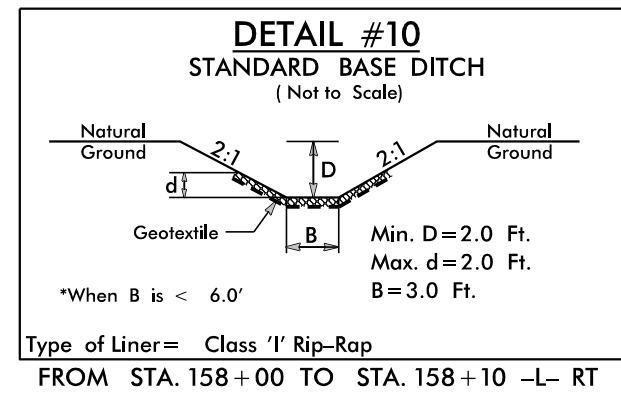 DETAIL #10
STANDARD BASE DITCH
( Not to Scale)
Natural
Ground
2:1
D
2:1
Natural
Ground
d
Geotextile
B
Min. D=2.0 Ft.
Max. d=2.0 Ft.
B=3.0 Ft.
*When B is < 6.0'
Type of Liner= Class 'I' Rip-Rap
FROM STA. 158+00 TO STA. 158+10 -L- RT